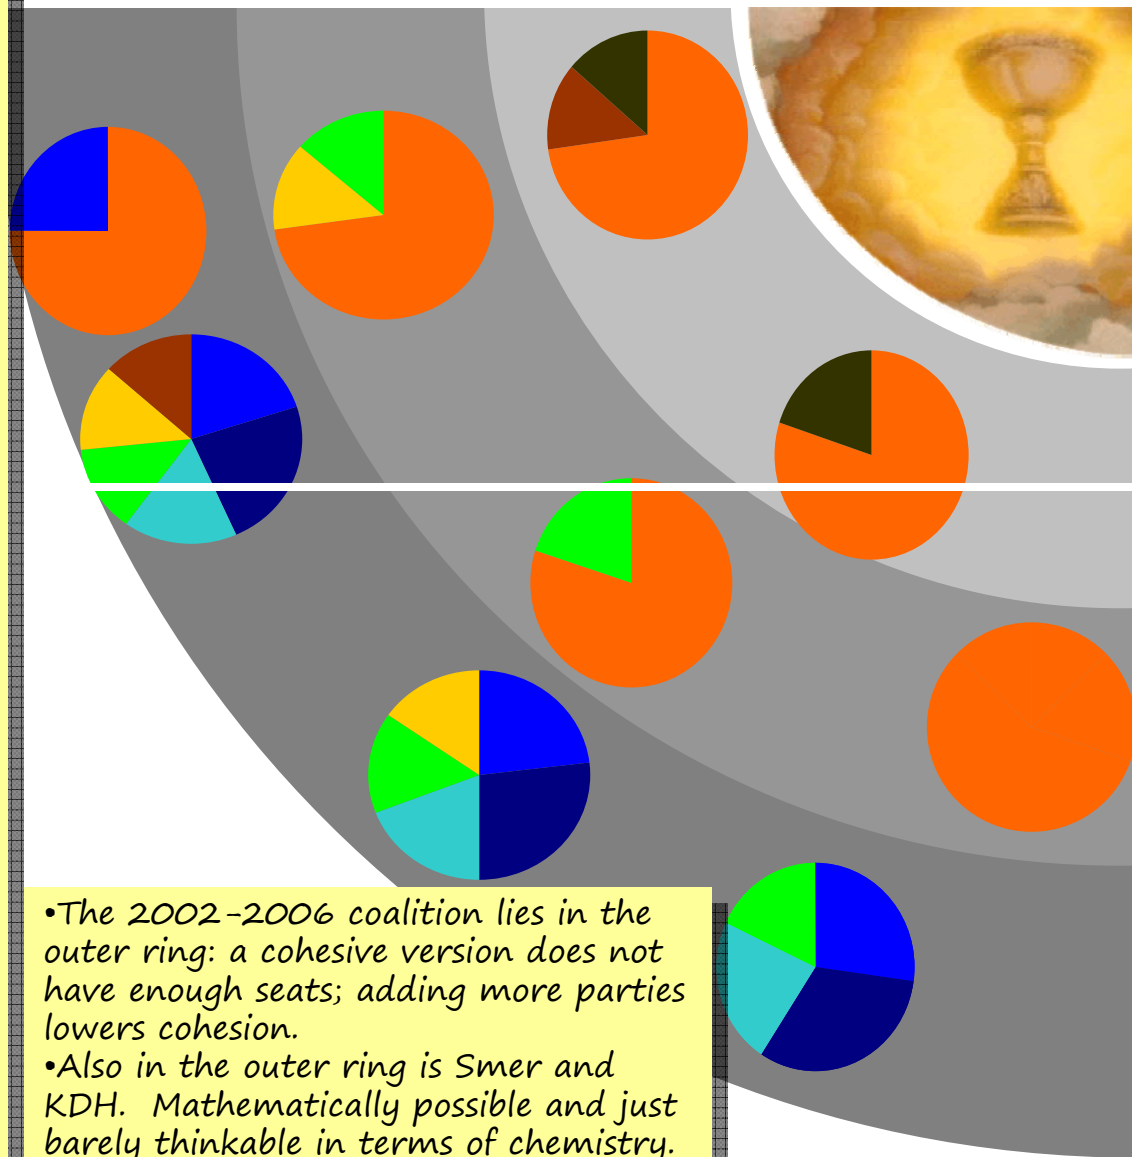 •The 2002-2006 coalition lies in the
outer ring: a cohesive version does not
have enough seats; adding more parties
lowers cohesion.
•Also in the outer ring is Smer and
KDH.  Mathematically possible and just
barely thinkable in terms of chemistry.